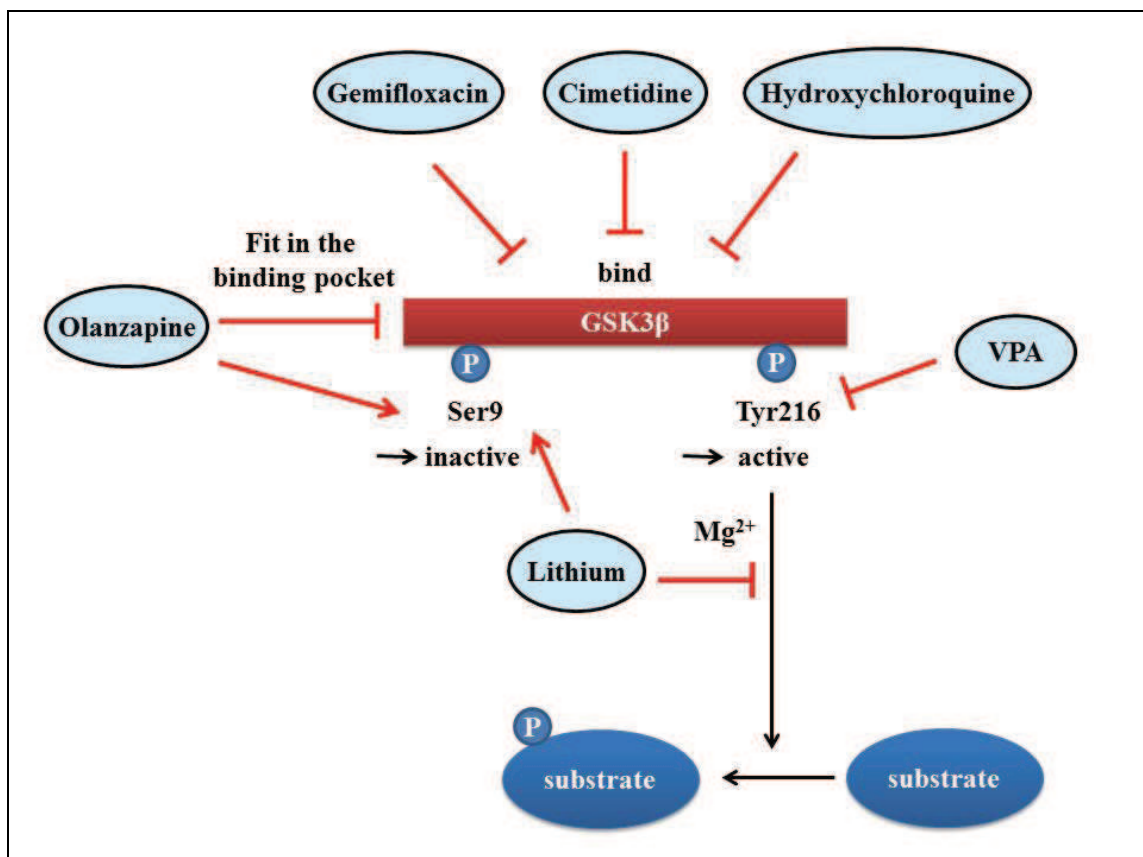 Gemifloxacin
Cimetidine
Hydroxychloroquine
Fit in the
binding pocket
bind
Olanzapine
GSK3β
VPA
P
P
Ser9
Tyr216
inactive
active
Mg²⁺
Lithium
P
substrate
substrate